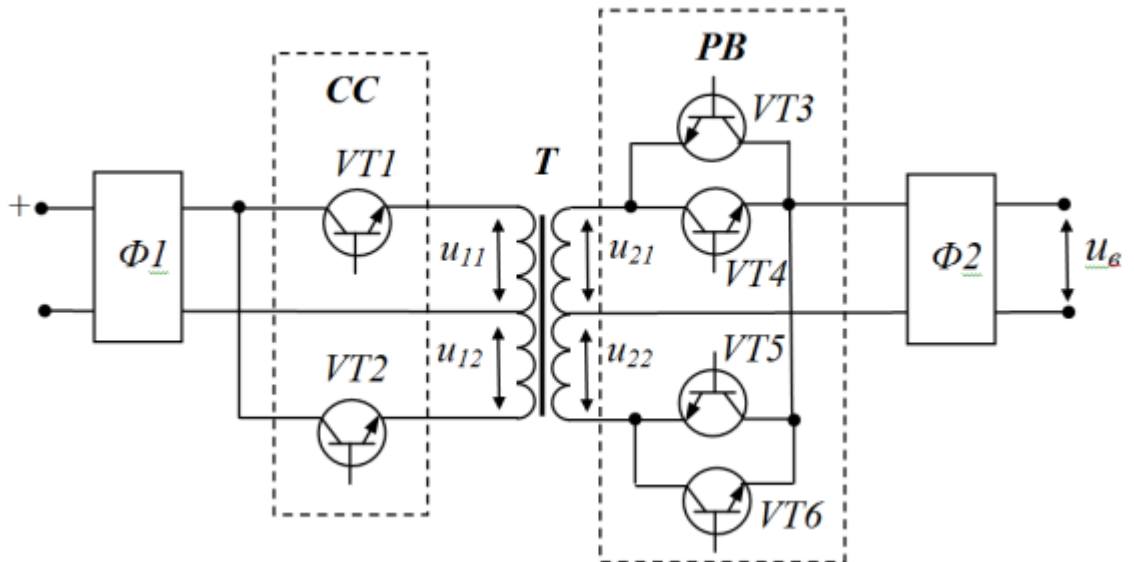 PB
CC
VT3
VT1
T
+
Ф1
u11
u21
VT4
Ф2
uв
VT2
u12
u22
VT5
VT6